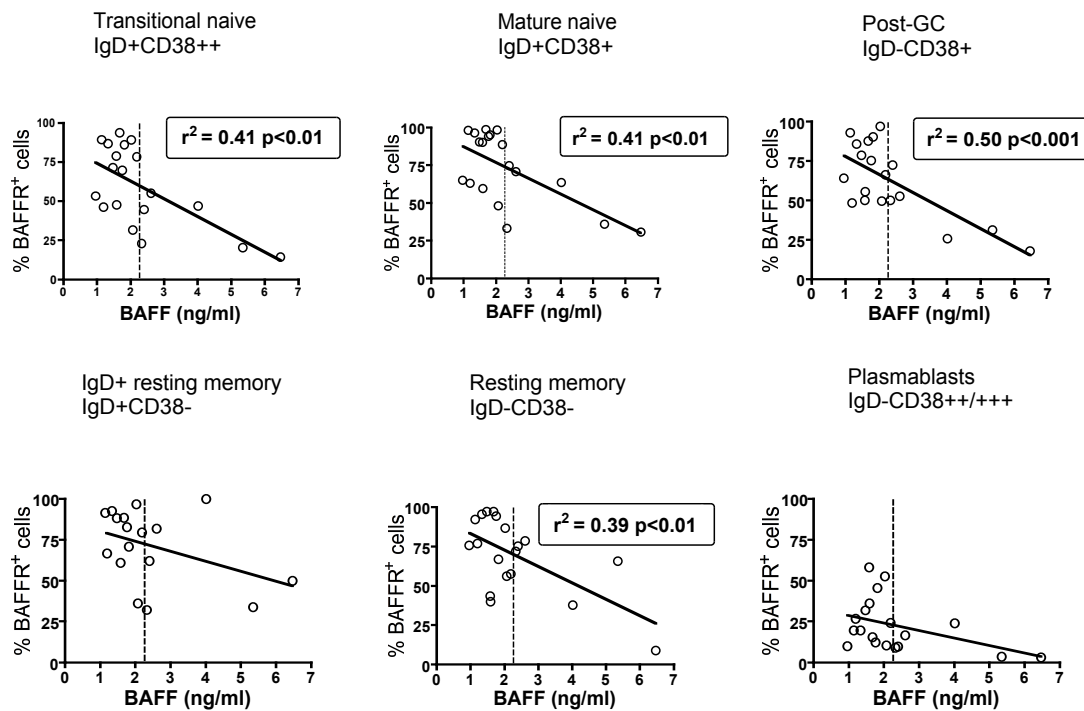 Transitional naive
IgD+CD38++
Mature naive
IgD+CD38+
Post-GC
IgD-CD38+
% BAFFR+ cells
100
75
50
25
0
r2 = 0.41 p<0.01
0 1 2 3 4 5 6 7
BAFF (ng/ml)
% BAFFR+ cells
100
75
50
25
0
r2 = 0.41 p<0.01
0 1 2 3 4 5 6 7
BAFF (ng/ml)
% BAFFR+ cells
100
75
50
25
0
r2 = 0.50 p<0.001
0 1 2 3 4 5 6 7
BAFF (ng/ml)
IgD+ resting memory
IgD+CD38-
Resting memory
IgD-CD38-
Plasmablasts
IgD-CD38++/+++
% BAFFR+ cells
100
75
50
25
0
0 1 2 3 4 5 6 7
BAFF (ng/ml)
% BAFFR+ cells
100
75
50
25
0
r2 = 0.39 p<0.01
0 1 2 3 4 5 6 7
BAFF (ng/ml)
% BAFFR+ cells
100
75
50
25
0
0 1 2 3 4 5 6 7
BAFF (ng/ml)